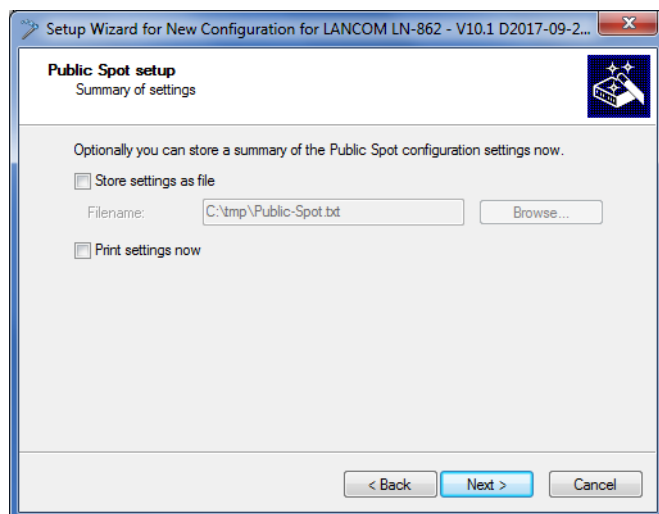 Setup Wizard for New Configuration for LANCOM LN-862 - V10.1 D2017-09-2...
Public Spot setup
Summary of settings
Optionally you can store a summary of the Public Spot configuration settings now.
Store settings as file
Filename: C:\tmp\Public-Spot.txt Browse...
Print settings now
< Back Next > Cancel